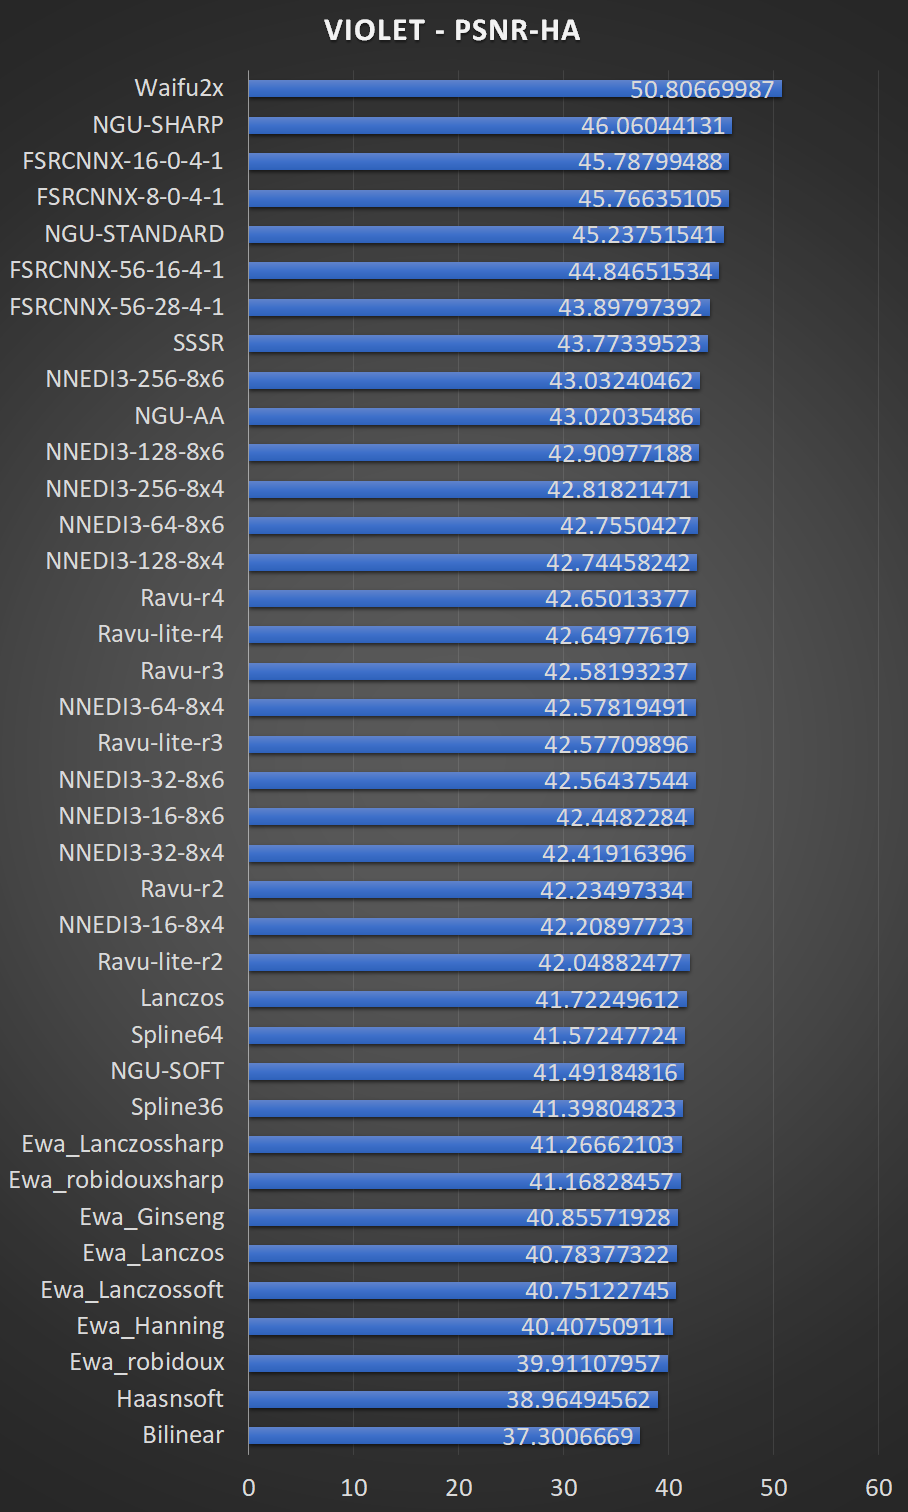 VIOLET - PSNR-HA
Waifu2x 50.80669987
NGU-SHARP 46.06044131
FSRCNNX-16-0-4-1 45.78799488
FSRCNNX-8-0-4-1 45.76635105
NGU-STANDARD 45.23751541
FSRCNNX-56-16-4-1 44.84651534
FSRCNNX-56-28-4-1 43.89797392
SSSR 43.77339523
NNEDI3-256-8x6 43.03240462
NGU-AA 43.02035486
NNEDI3-128-8x6 42.90977188
NNEDI3-256-8x4 42.81821471
NNEDI3-64-8x6 42.7550427
NNEDI3-128-8x4 42.74458242
Ravu-r4 42.65013377
Ravu-lite-r4 42.64977619
Ravu-r3 42.58193237
NNEDI3-64-8x4 42.57819491
Ravu-lite-r3 42.57709896
NNEDI3-32-8x6 42.56437544
NNEDI3-16-8x6 42.4482284
NNEDI3-32-8x4 42.41916396
Ravu-r2 42.23497334
NNEDI3-16-8x4 42.20897723
Ravu-lite-r2 42.04882477
Lanczos 41.72249612
Spline64 41.57247724
NGU-SOFT 41.49184816
Spline36 41.39804823
Ewa_Lanczossharp 41.26662103
Ewa_robidouxsharp 41.16828457
Ewa_Ginseng 40.85571928
Ewa_Lanczos 40.78377322
Ewa_Lanczossoft 40.75122745
Ewa_Hanning 40.40750911
Ewa_robidoux 39.91107957
Haasnsoft 38.96494562
Bilinear 37.3006669
0 10 20 30 40 50 60